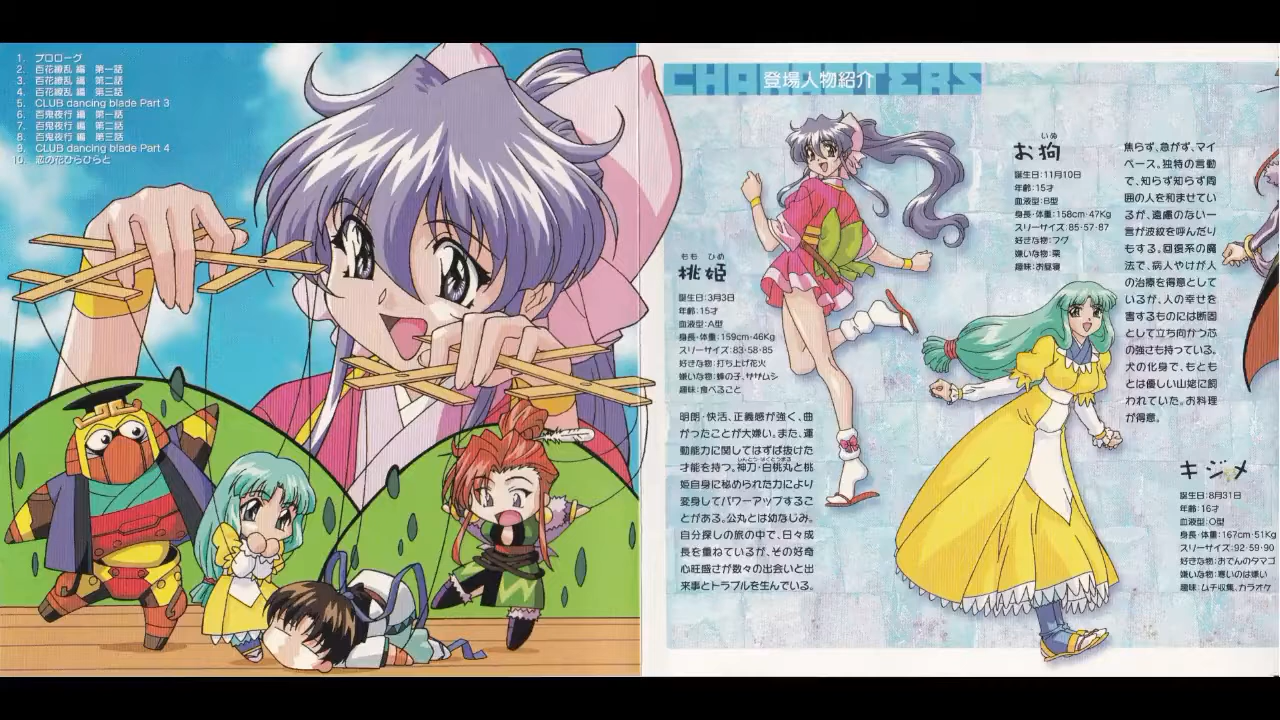 1. プロローグ
2. 百花繚乱 編 第一話
3. 百花繚乱 編 第二話
4. 百花繚乱 編 第三話
5. CLUB dancing blade Part 3
6. 百鬼夜行 編 第一話
7. 百鬼夜行 編 第二話
8. 百鬼夜行 編 第三話
9. CLUB dancing blade Part 4
10. 恋の花ひらひらと
CHARACTERS
登場人物紹介
もも ひめ
桃姫
誕生日:3月3日
年齢:15才
血液型:A型
身長・体重:159cm・46Kg
スリーサイズ:83・58・85
好きな物:打ち上げ花火
嫌いな物:蜂の子、ササムシ
趣味:食べること
明朗・快活、正義感が強く、曲
がったことが大嫌い。また、運
動能力に関してはずば抜けた
才能を持つ。神刀・白桃丸と桃
姫自身に秘められた力により
変身してパワーアップするこ
とがある。公丸とは幼なじみ。
自分探しの旅の中で、日々成
長を重ねているが、その好奇
心旺盛さが数々の出会いと出
来事とトラブルを生んでいる。
いぬ
お狗
誕生日:11月10日
年齢:15才
血液型:B型
身長・体重:158cm・47Kg
スリーサイズ:85・57・87
好きな物:フグ
嫌いな物:栗
趣味:お昼寝
焦らず、急がず、マイ
ペース。独特の言動
で、知らず知らず周
囲の人を和ませてい
るが、遠慮のない一
言が波紋を呼んだり
もする。回復系の魔
法で、病人やけが人
の治療を得意として
いるが、人の幸せを
害するものには断固
として立ち向かう芯
の強さも持っている。
犬の化身で、もとも
とは優しい山姥に飼
われていた。お料理
が得意。
キジメ
誕生日:8月31日
年齢:16才
血液型:O型
身長・体重:167cm・51Kg
スリーサイズ:92・59・90
好きな物:おでんのタマゴ
嫌いな物:寒いのは嫌い
趣味:ムチ収集、カラオケ